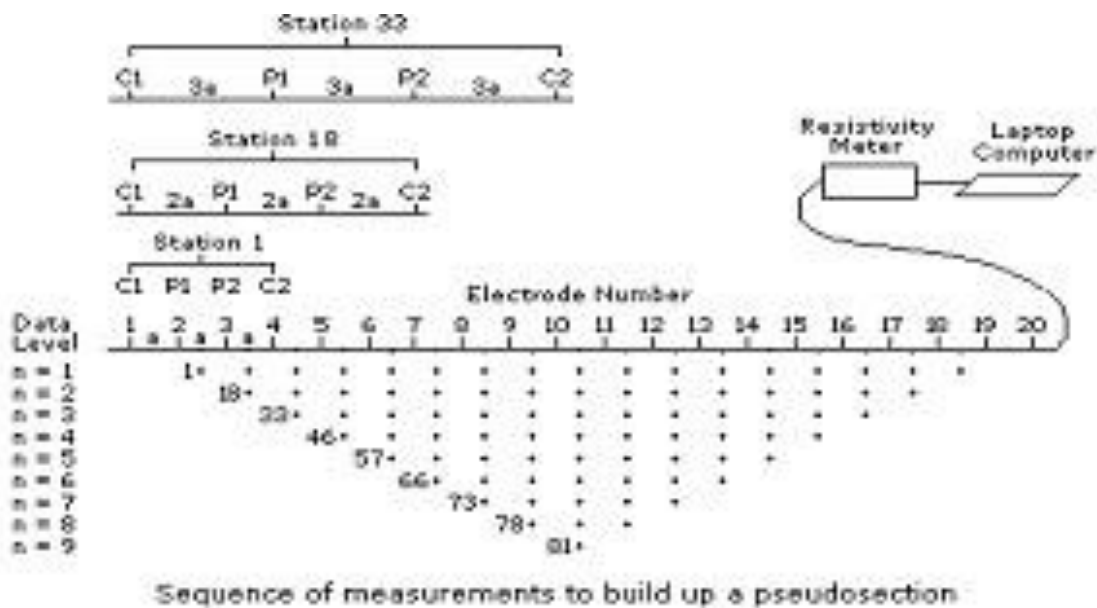 Station 33
C1 3a P1 3a P2 3a C2
Station 18
C1 2a P1 2a P2 2a C2
Station 1
C1 P1 P2 C2
Resistivity Meter
Laptop Computer
Electrode Number
Data Level
1 2 3 4 5 6 7 8 9 10 11 12 13 14 15 16 17 18 19 20
a a a
n = 1 1
n = 2 18
n = 3 33
n = 4 46
n = 5 57
n = 6 66
n = 7 73
n = 8 78
n = 9 81
Sequence of measurements to build up a pseudosection